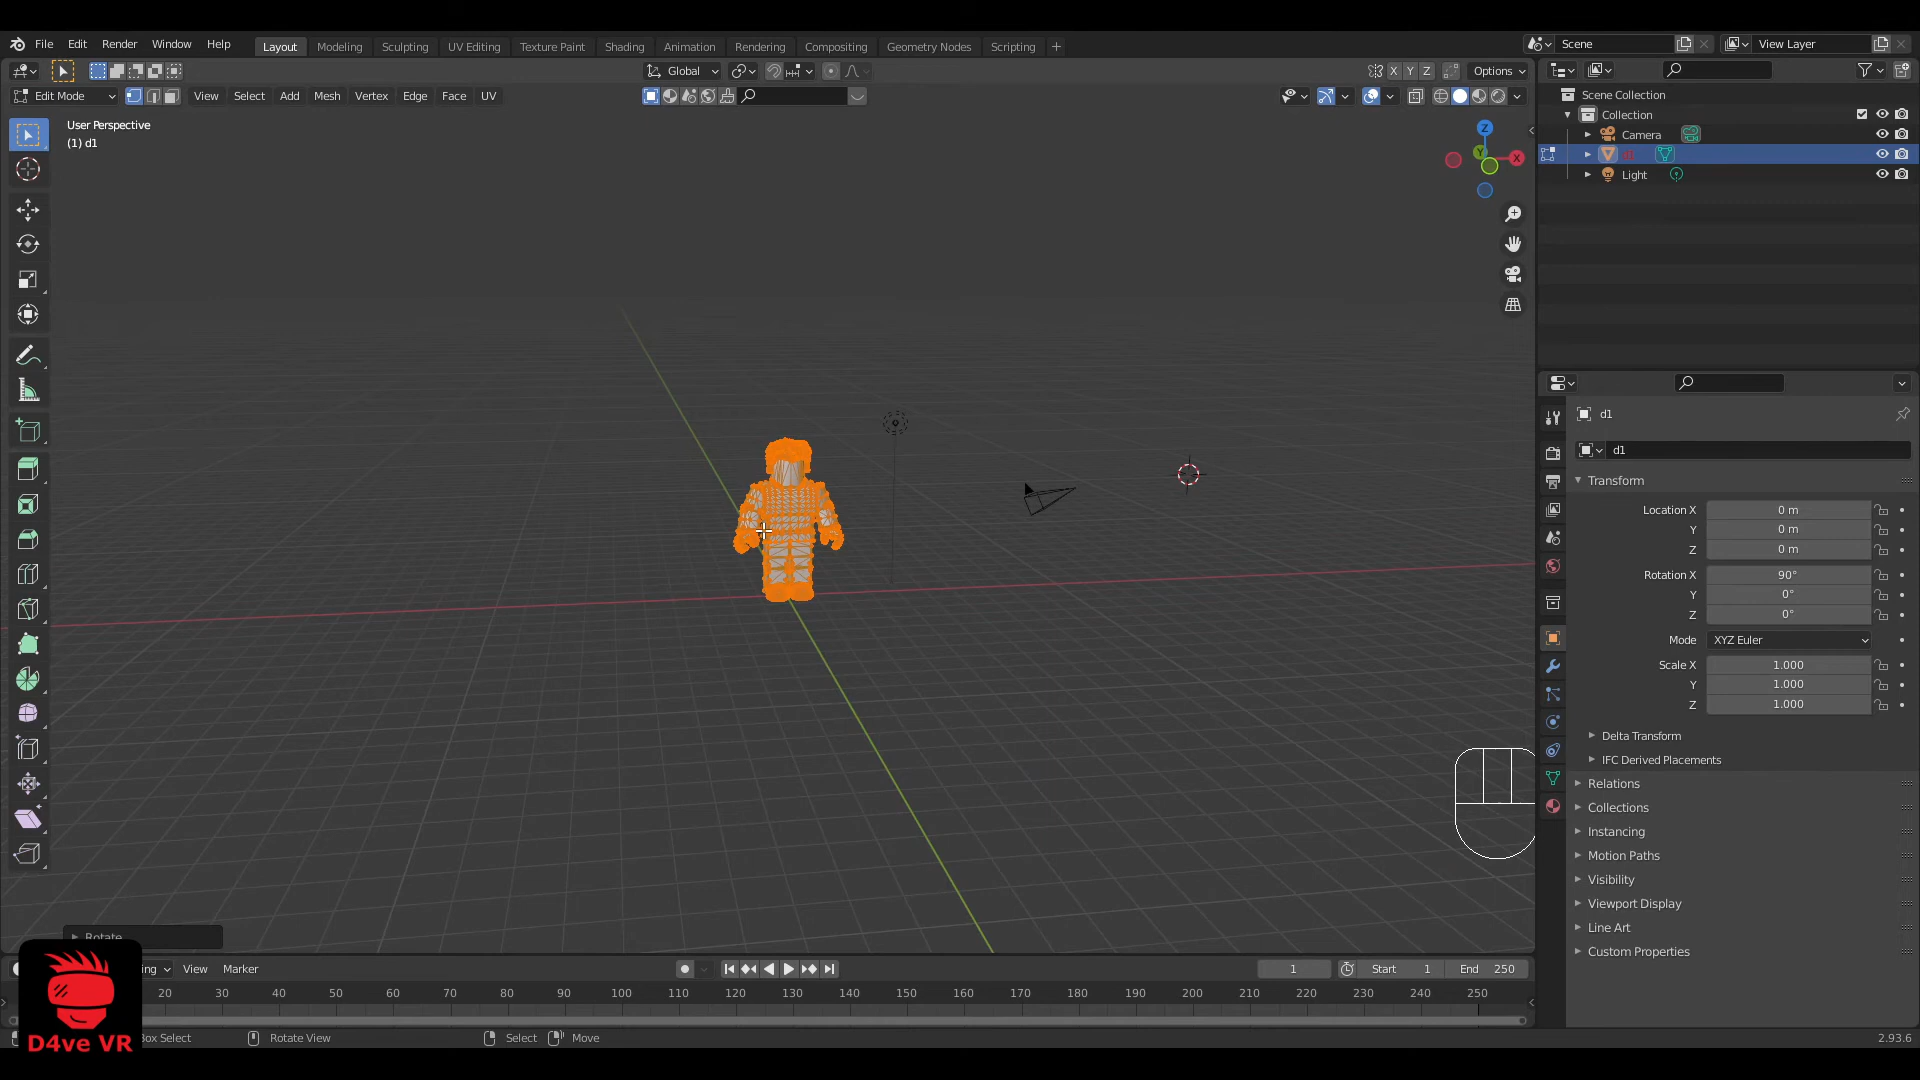 File Edit Render Window Help Layout Modeling Sculpting UV Editing Texture Paint Shading Animation Rendering Compositing Geometry Nodes Scripting + Scene View Layer
Global X Y Z Options
Edit Mode View Select Add Mesh Vertex Edge Face UV
User Perspective
(1) d1
Z
Y
X
Scene Collection
Collection
Camera
d1
Light
d1
d1
Transform
Location X 0 m
Y 0 m
Z 0 m
Rotation X 90°
Y 0°
Z 0°
Mode XYZ Euler
Scale X 1.000
Y 1.000
Z 1.000
Delta Transform
IFC Derived Placements
Relations
Collections
Instancing
Motion Paths
Visibility
Viewport Display
Line Art
Custom Properties
Rotate
ing View Marker 1 Start 1 End 250
20 30 40 50 60 70 80 90 100 110 120 130 140 150 160 170 180 190 200 210 220 230 240 250
D4ve VR
Box Select Rotate View Select Move 2.93.6